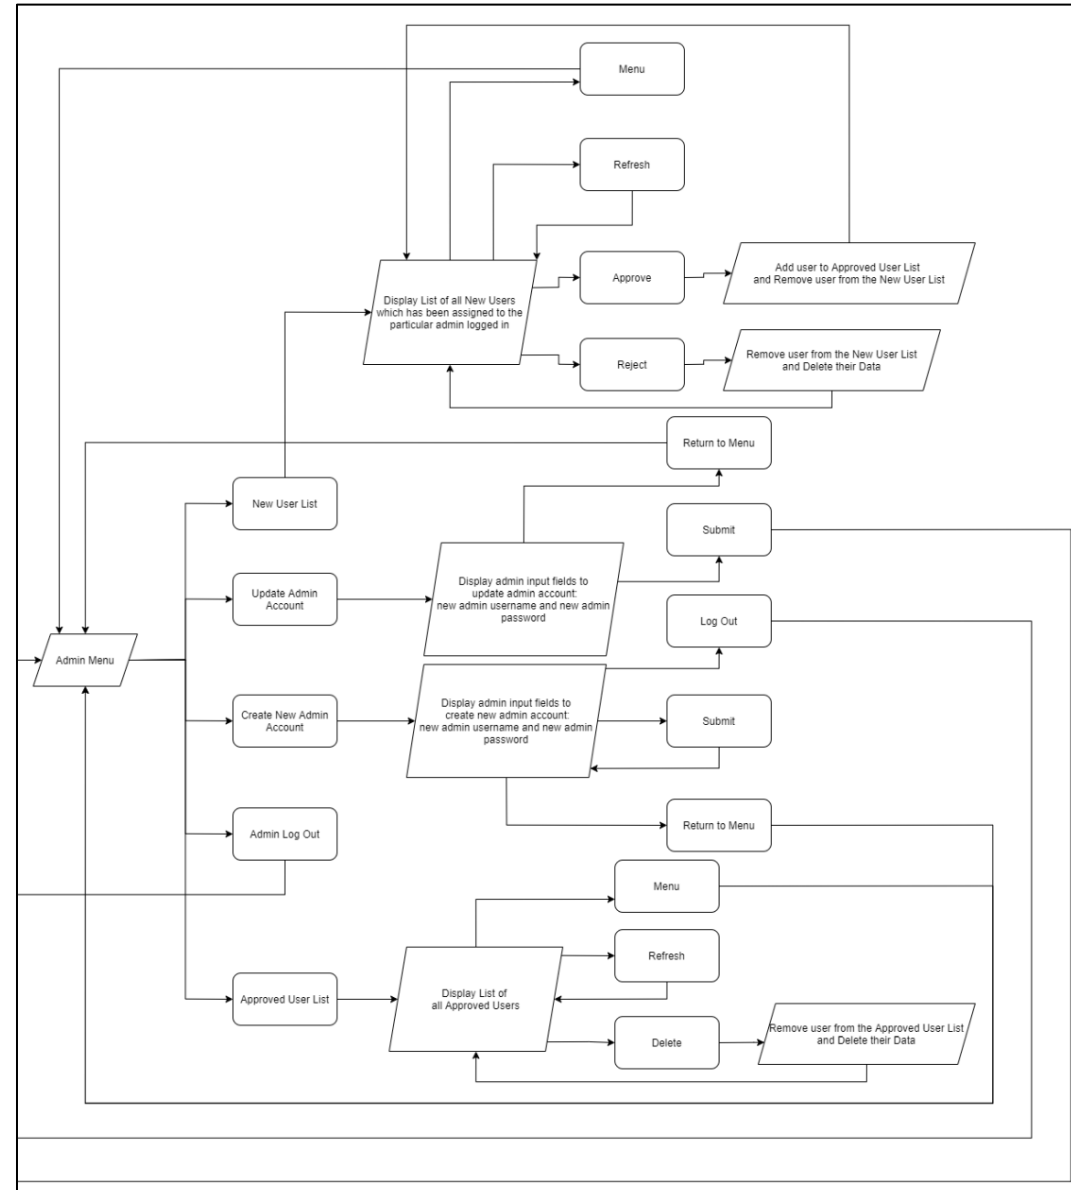 Menu
Refresh
Approve
Add user to Approved User List
and Remove user from the New User List
Display List of all New Users
which has been assigned to the
particular admin logged in
Reject
Remove user from the New User List
and Delete their Data
Return to Menu
New User List
Submit
Update Admin
Account
Display admin input fields to
update admin account:
new admin username and new admin
password
Log Out
Admin Menu
Create New Admin
Account
Display admin input fields to
create new admin account:
new admin username and new admin
password
Submit
Admin Log Out
Return to Menu
Menu
Refresh
Approved User List
Display List of
all Approved Users
Delete
Remove user from the Approved User List
and Delete their Data